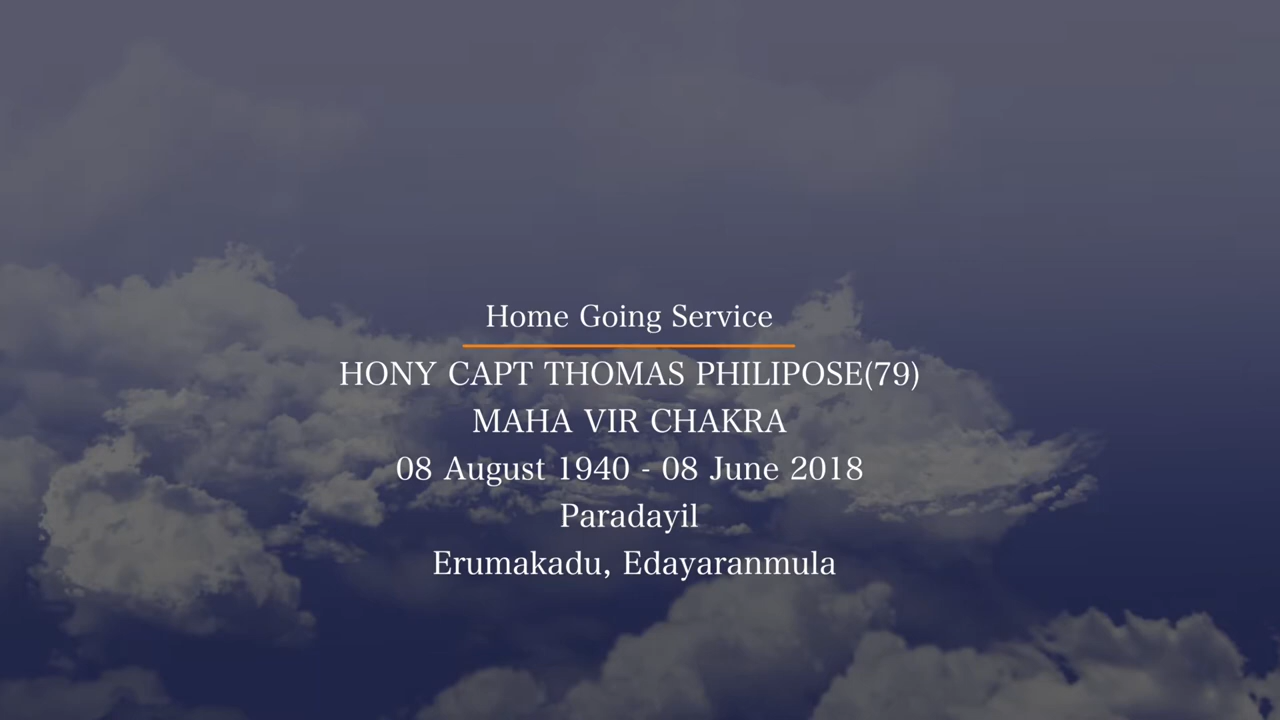 Home Going Service
HONY CAPT THOMAS PHILIPOSE(79)
MAHA VIR CHAKRA
08 August 1940 - 08 June 2018
Paradayil
Erumakadu, Edayaranmula